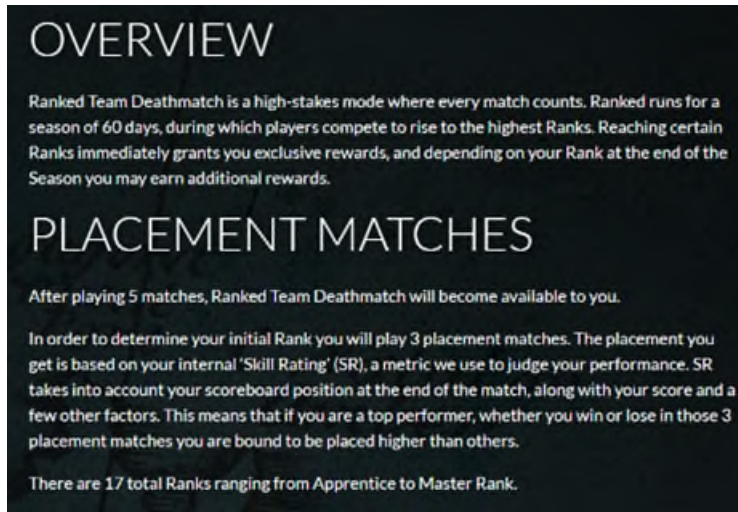 OVERVIEW
Ranked Team Deathmatch is a high-stakes mode where every match counts. Ranked runs for a
season of 60 days, during which players compete to rise to the highest Ranks. Reaching certain
Ranks immediately grants you exclusive rewards, and depending on your Rank at the end of the
Season you may earn additional rewards.
PLACEMENT MATCHES
After playing 5 matches, Ranked Team Deathmatch will become available to you.
In order to determine your initial Rank you will play 3 placement matches. The placement you
get is based on your internal 'Skill Rating' (SR), a metric we use to judge your performance. SR
takes into account your scoreboard position at the end of the match, along with your score and a
few other factors. This means that if you are a top performer, whether you win or lose in those 3
placement matches you are bound to be placed higher than others.
There are 17 total Ranks ranging from Apprentice to Master Rank.